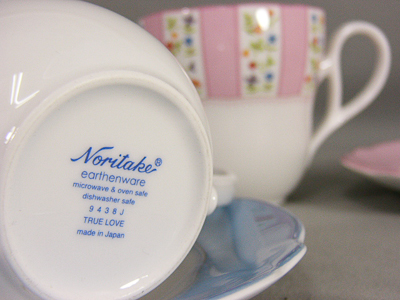 Noritake®
earthenware
microwave & oven safe
dishwasher safe
9438J
TRUE LOVE
made in Japan